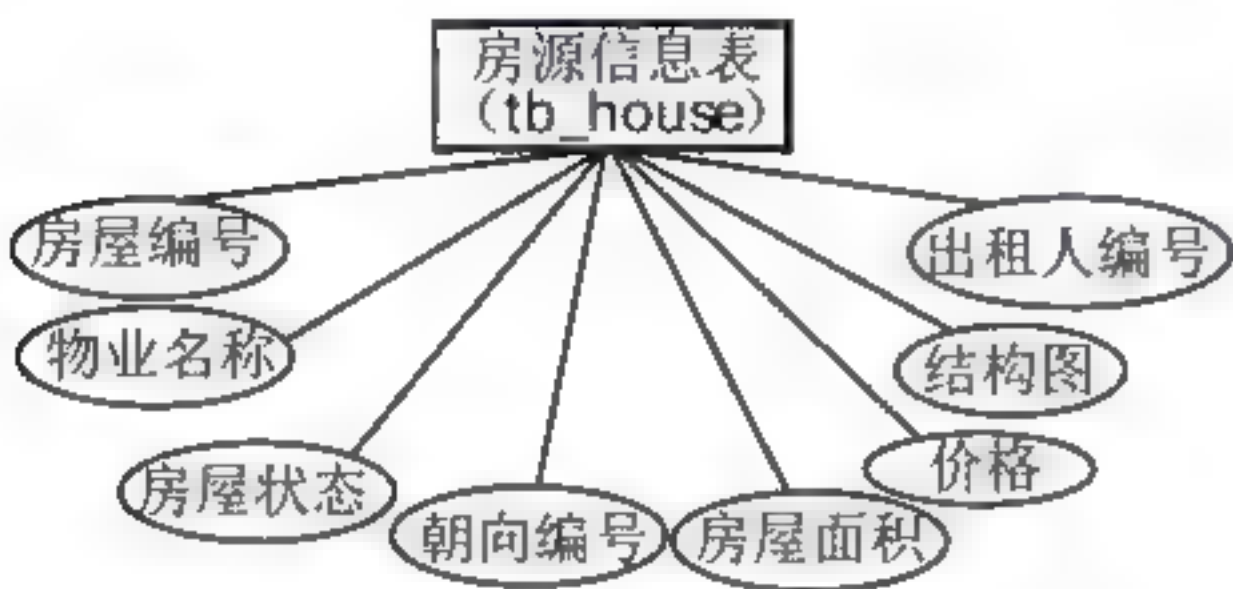 房源信息表
(tb_house)
房屋编号
出租人编号
物业名称
结构图
价格
房屋状态
朝向编号
房屋面积